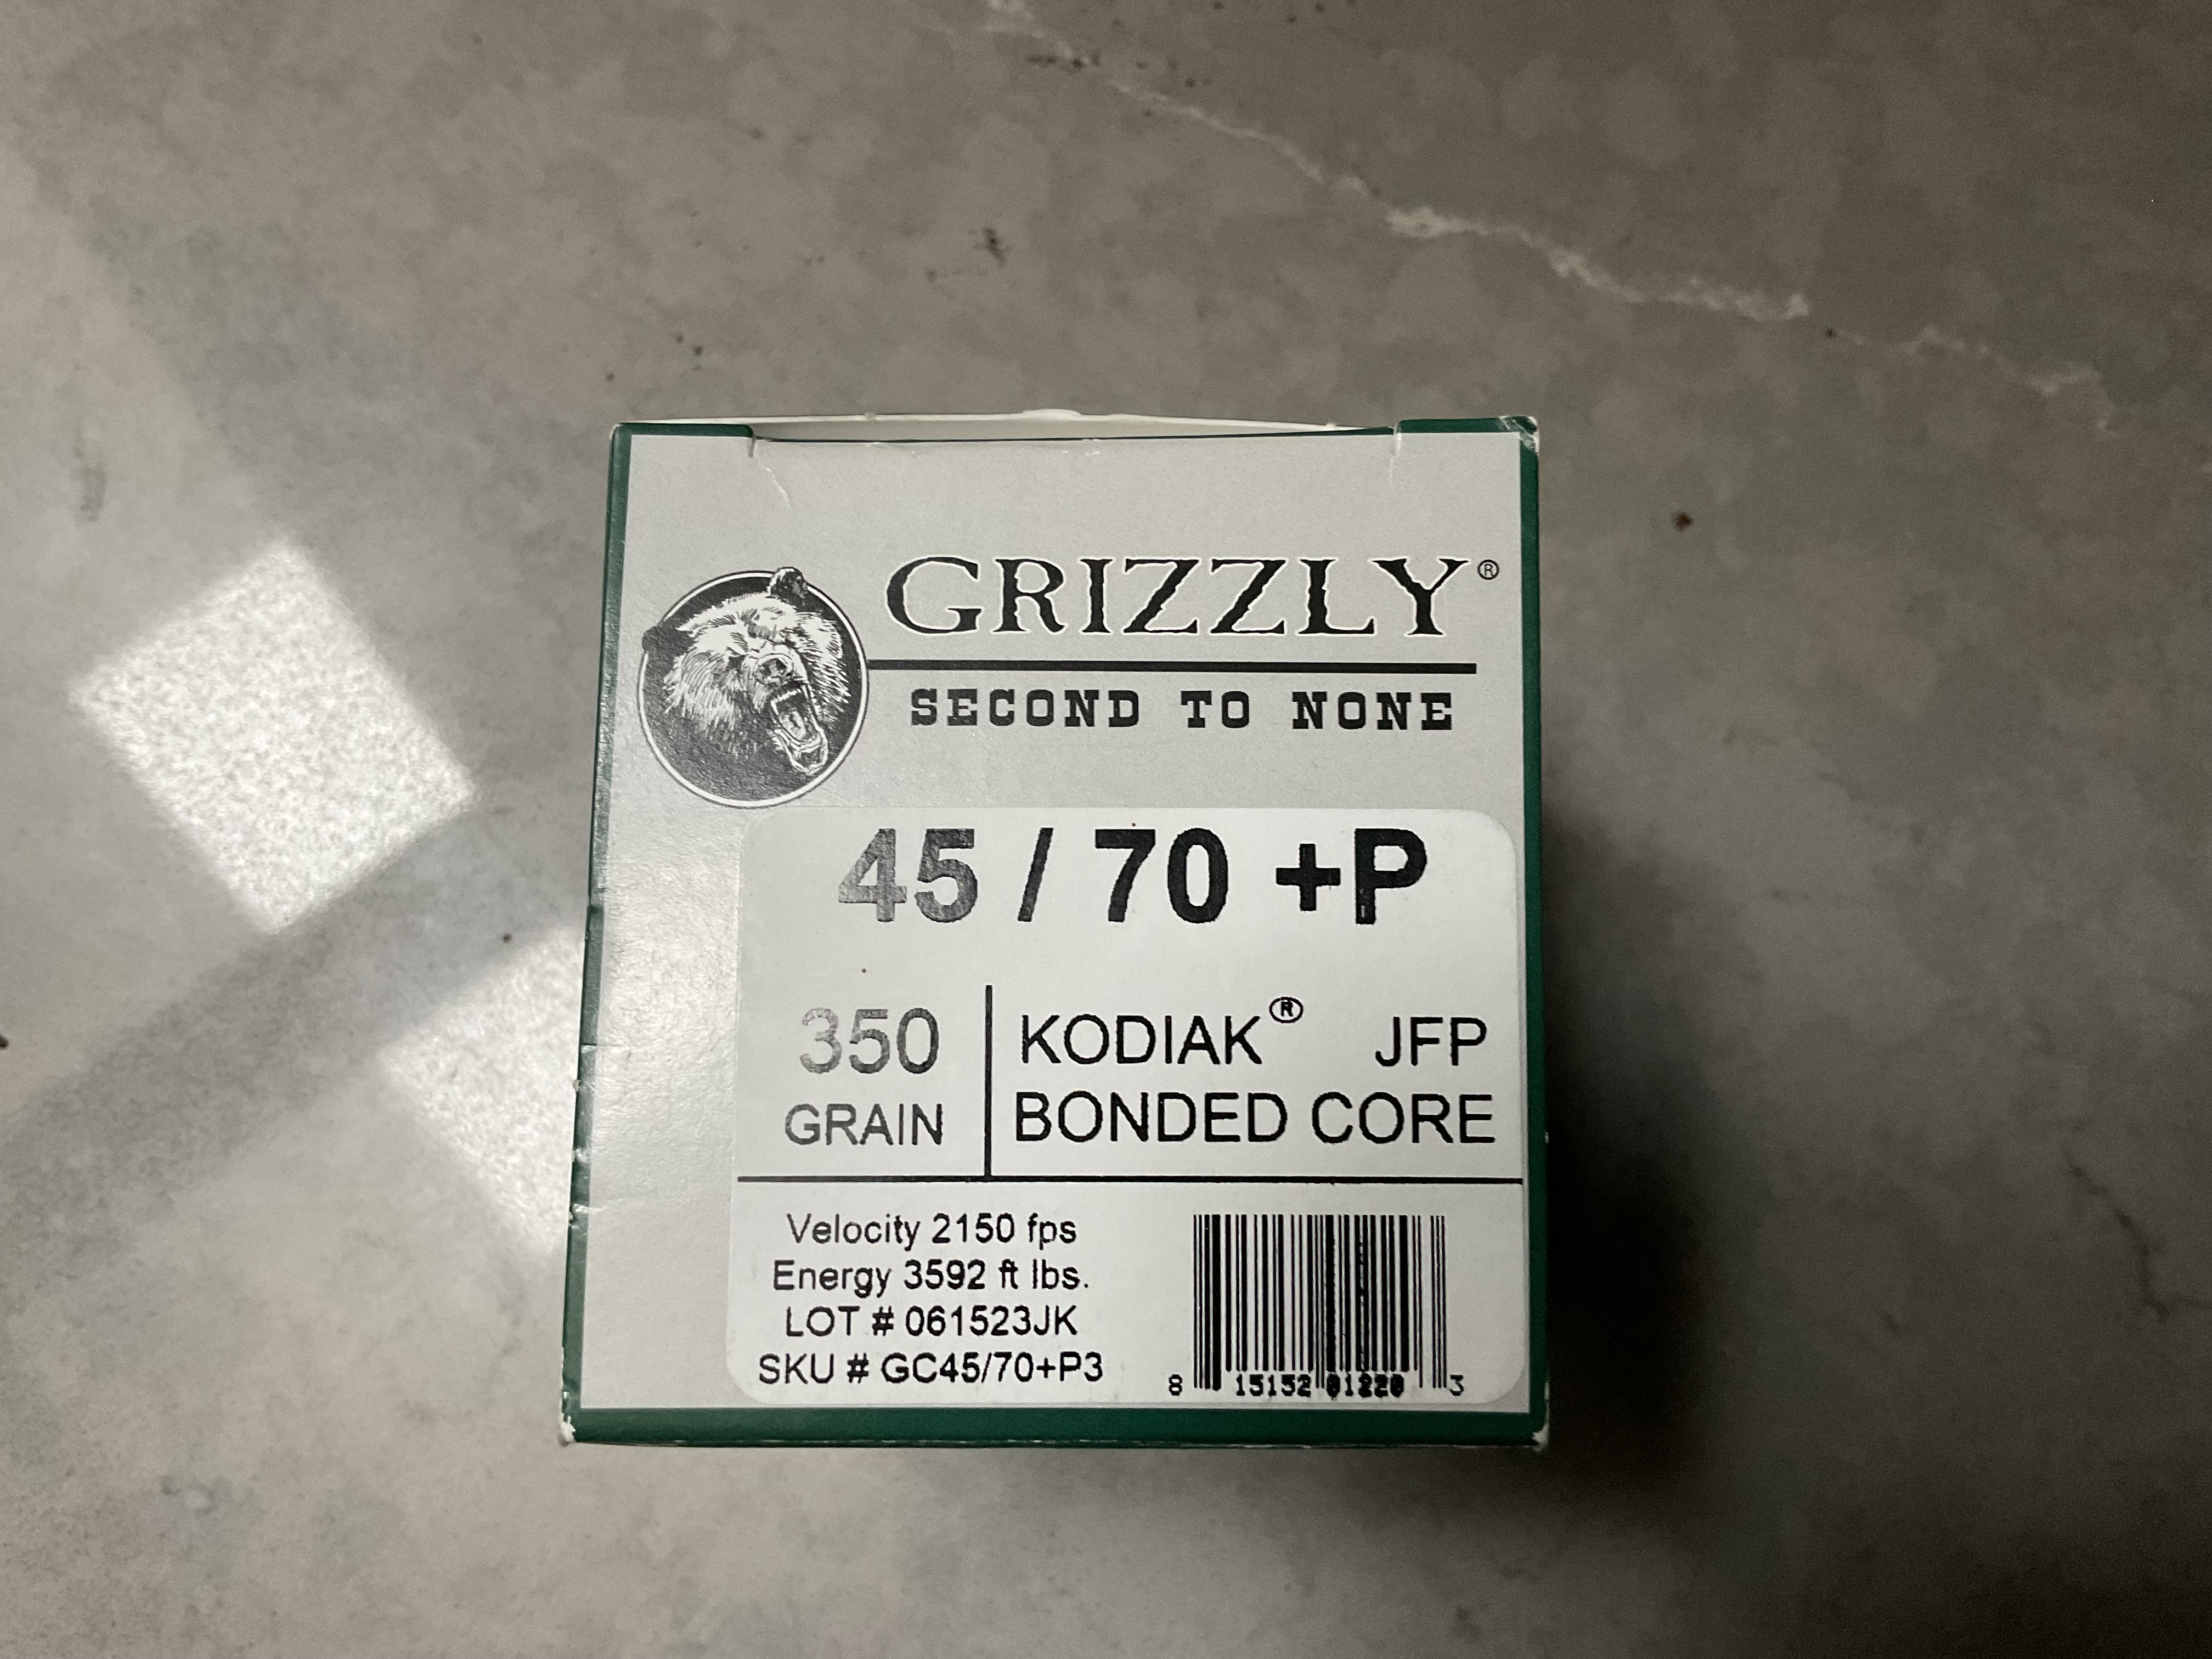 GRIZZLY®
SECOND TO NONE
45 / 70 +P
350
GRAIN
KODIAK® JFP
BONDED CORE
Velocity 2150 fps
Energy 3592 ft lbs.
LOT # 061523JK
SKU # GC45/70+P3
8 15152 01220 3